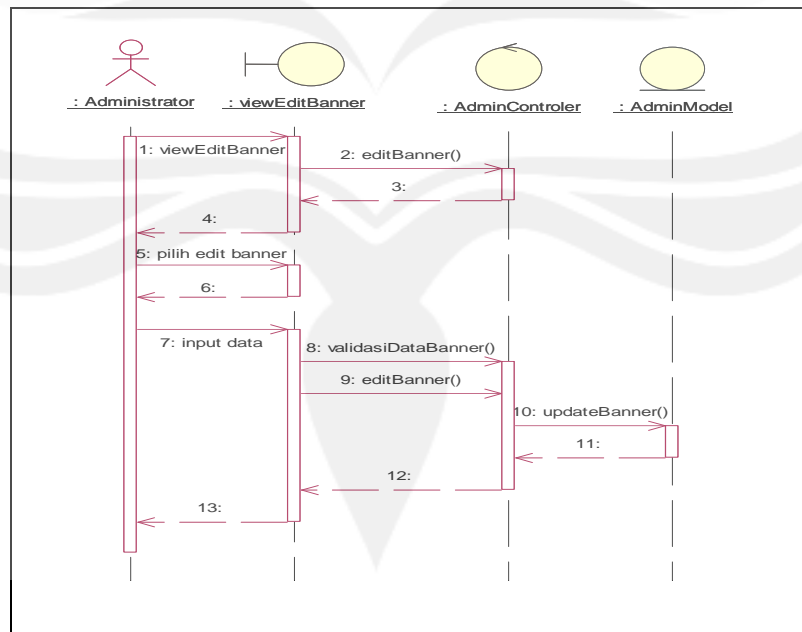 : Administrator
: viewEditBanner
: AdminControler
: AdminModel
1: viewEditBanner
2: editBanner()
3:
4:
5: pilih edit banner
6:
7: input data
8: validasiDataBanner()
9: editBanner()
10: updateBanner()
11:
12:
13: